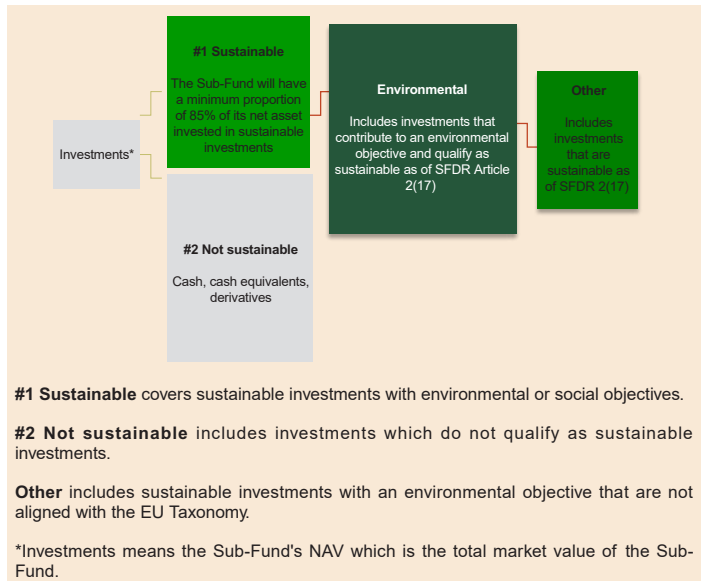 Investments*
#1 Sustainable
The Sub-Fund will have
a minimum proportion
of 85% of its net asset
invested in sustainable
investments
#2 Not sustainable
Cash, cash equivalents,
derivatives
Environmental
Includes investments that
contribute to an environmental
objective and qualify as
sustainable as of SFDR Article
2(17)
Other
Includes
investments
that are
sustainable as
of SFDR 2(17)
#1 Sustainable covers sustainable investments with environmental or social objectives.
#2 Not sustainable includes investments which do not qualify as sustainable
investments.
Other includes sustainable investments with an environmental objective that are not
aligned with the EU Taxonomy.
*Investments means the Sub-Fund's NAV which is the total market value of the Sub-
Fund.